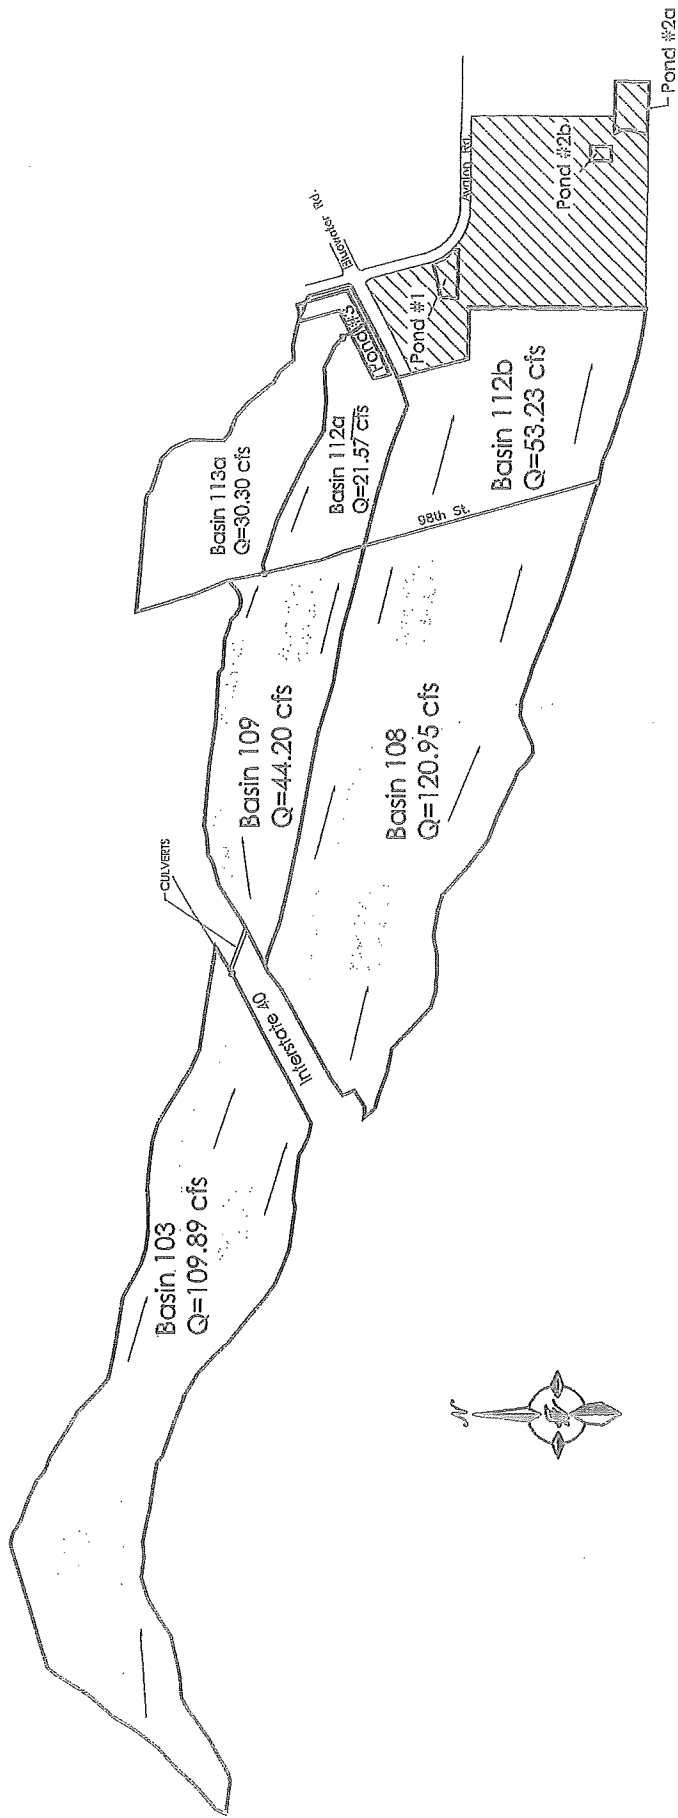 Basin 103
Q=109.89 cfs
Interstate 40
CULVERTS
Basin 109
Q=44.20 cfs
Basin 108
Q=120.95 cfs
Basin 113a
Q=30.30 cfs
Basin 112a
Q=21.57 cfs
98th St.
Basin 112b
Q=53.23 cfs
Bluewater Rd.
Pond #1
Avalon Rd.
Pond #2b
Pond #2a
N